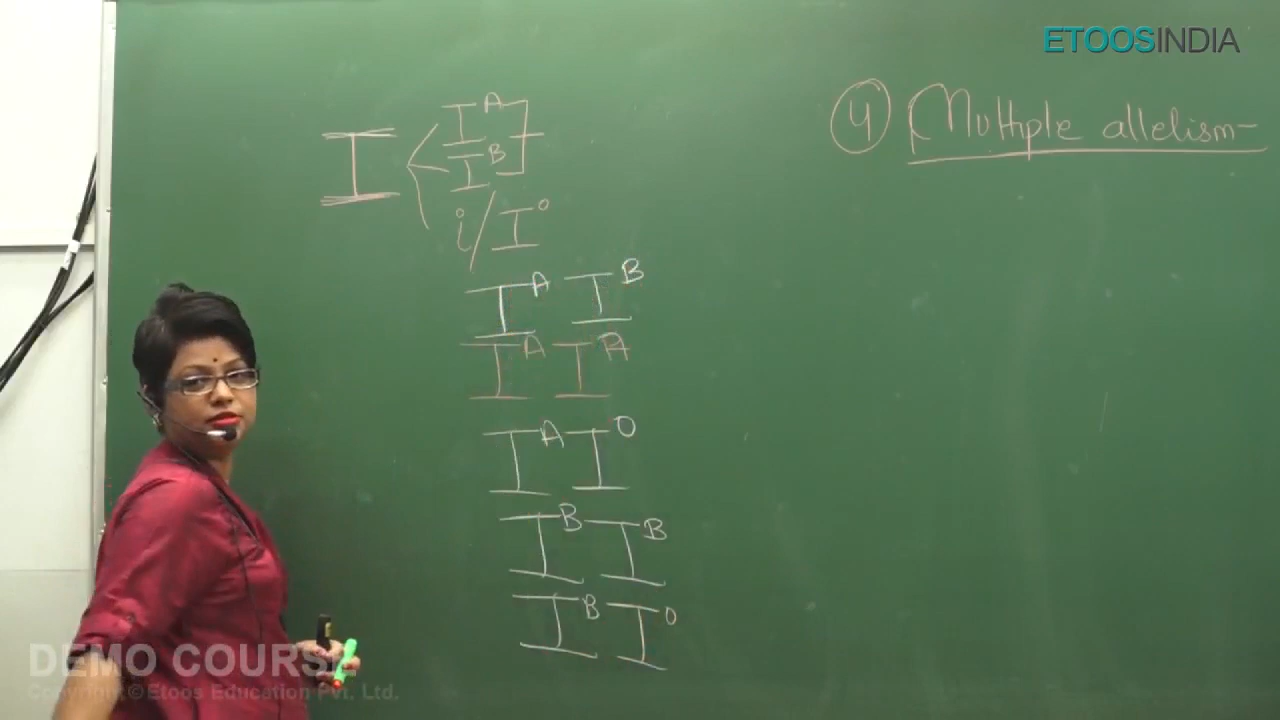 ETOOSINDIA
④ Multiple allelism-
I
I^A
I^B
i/I^o
I^A I^B
I^A I^A
I^A I^O
I^B I^B
I^B I^O
DEMO COURSE
Copyright © Etoos Education Pvt. Ltd.